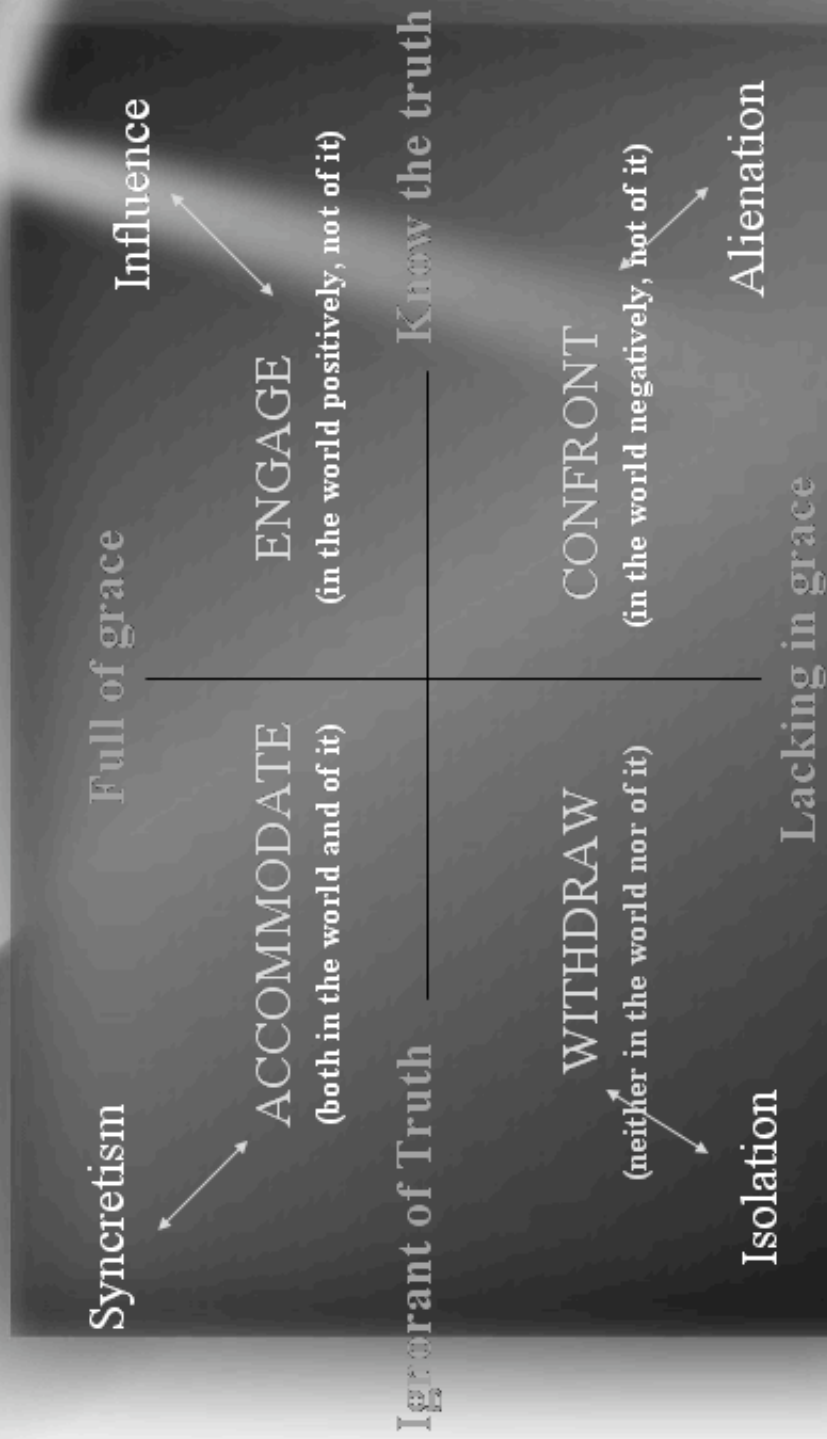 Full of grace
Syncretism
Influence
ACCOMMODATE
(both in the world and of it)
ENGAGE
(in the world positively, not of it)
Ignorant of Truth
Know the truth
WITHDRAW
(neither in the world nor of it)
CONFRONT
(in the world negatively, not of it)
Isolation
Alienation
Lacking in grace